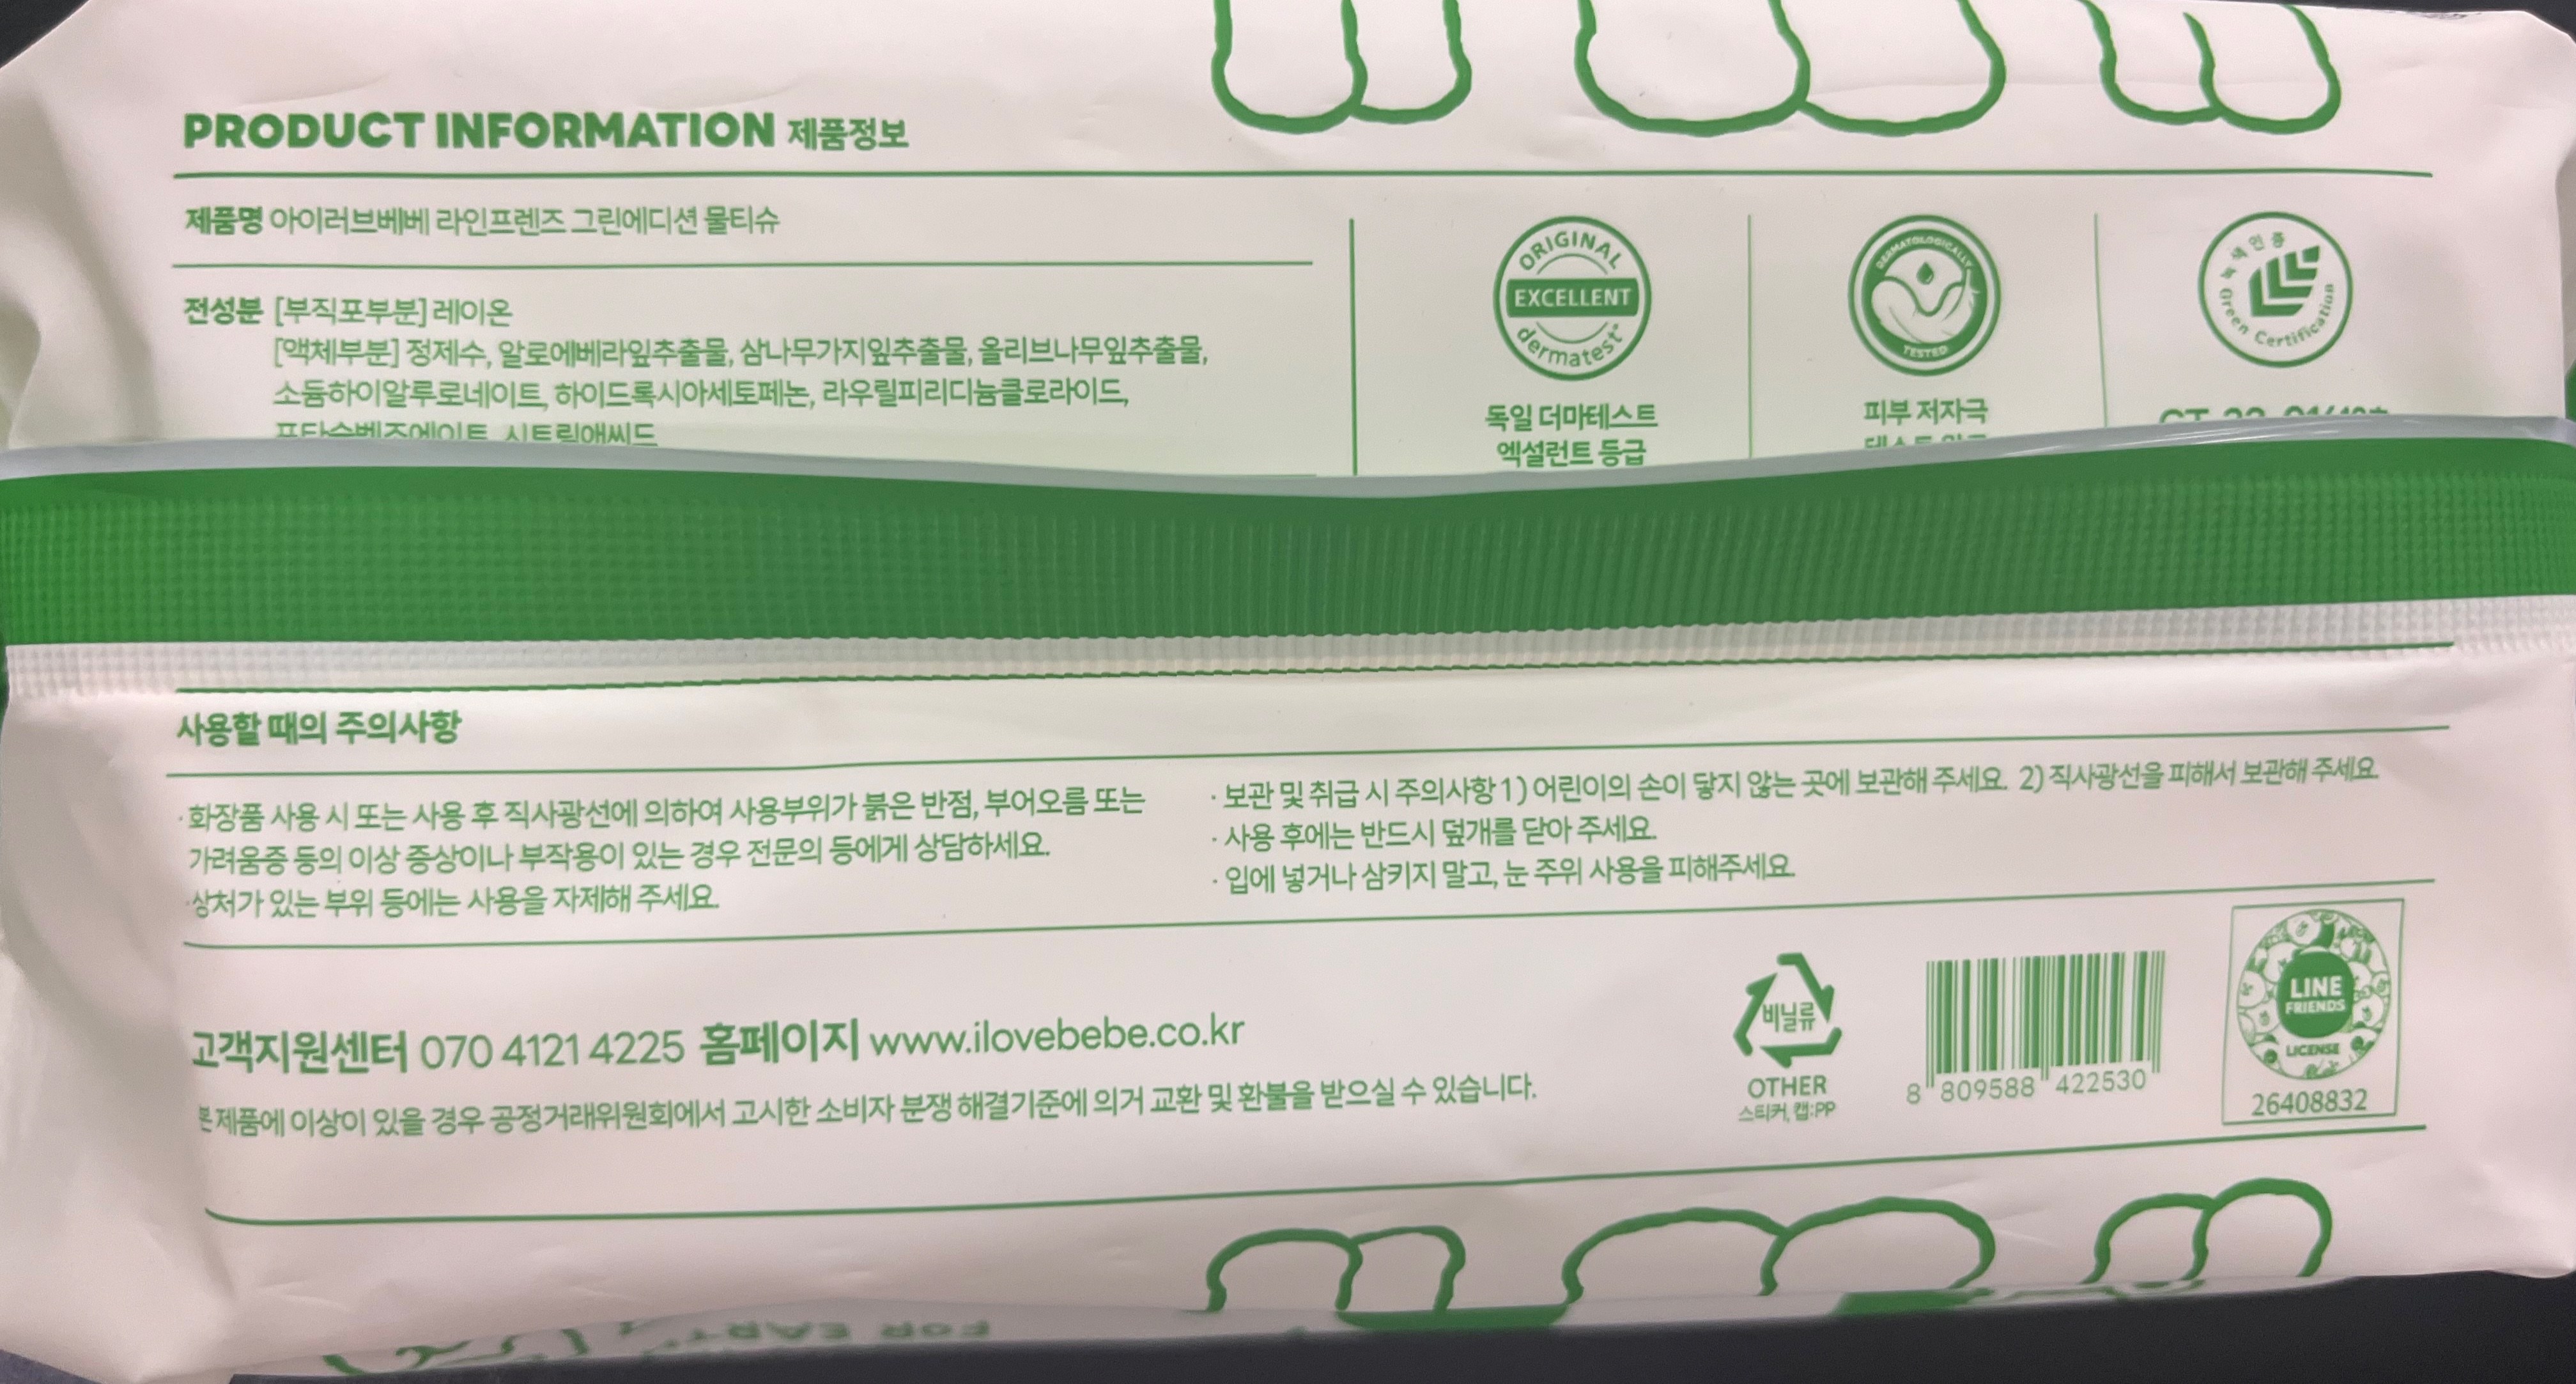 PRODUCT INFORMATION 제품정보
제품명 아이러브베베 라인프렌즈 그린에디션 물티슈
전성분 [부직포부분] 레이온
[액체부분] 정제수, 알로에베라잎추출물, 삼나무가지잎추출물, 올리브나무잎추출물,
소듐하이알루로네이트, 하이드록시아세토페논, 라우릴피리디늄클로라이드,
포타슘벤조에이트, 시트릭애씨드
ORIGINAL
EXCELLENT
dermatest®
독일 더마테스트
엑설런트 등급
DERMATOLOGICALLY
TESTED
피부 저자극
녹색인증
Green Certification
사용할 때의 주의사항
· 화장품 사용 시 또는 사용 후 직사광선에 의하여 사용부위가 붉은 반점, 부어오름 또는
가려움증 등의 이상 증상이나 부작용이 있는 경우 전문의 등에게 상담하세요.
· 상처가 있는 부위 등에는 사용을 자제해 주세요.
· 보관 및 취급 시 주의사항 1) 어린이의 손이 닿지 않는 곳에 보관해 주세요. 2) 직사광선을 피해서 보관해 주세요.
· 사용 후에는 반드시 덮개를 닫아 주세요.
· 입에 넣거나 삼키지 말고, 눈 주위 사용을 피해주세요.
고객지원센터 070 4121 4225 홈페이지 www.ilovebebe.co.kr
본 제품에 이상이 있을 경우 공정거래위원회에서 고시한 소비자 분쟁 해결기준에 의거 교환 및 환불을 받으실 수 있습니다.
비닐류
OTHER
스티커, 캡:PP
8 809588 422530
LINE
FRIENDS
LICENSE
26408832
FOR EARTH